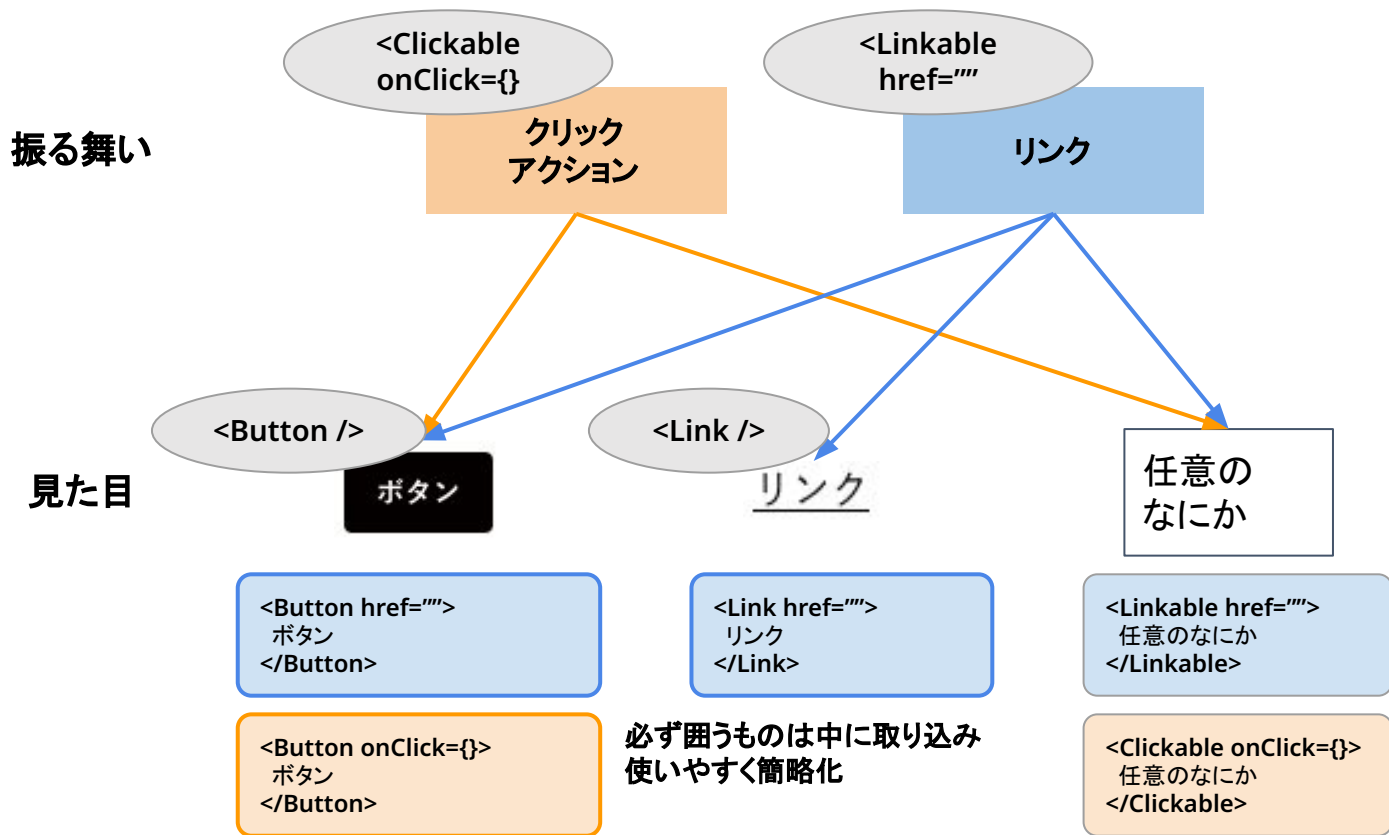 <Clickable
onClick={}
<Linkable
href=””
振る舞い
クリック
アクション
リンク
<Button />
<Link />
見た目
ボタン
リンク
任意の
なにか
<Button href=””>
ボタン
</Button>
<Link href=””>
リンク
</Link>
<Linkable href=””>
任意のなにか
</Linkable>
<Button onClick={}>
ボタン
</Button>
必ず囲うものは中に取り込み
使いやすく簡略化
<Clickable onClick={}>
任意のなにか
</Clickable>